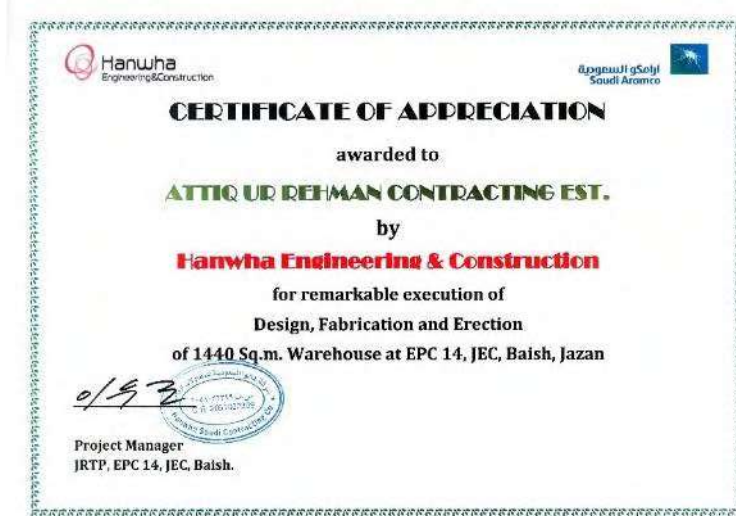 Hanwha
Engineering&Construction
أرامكو السعودية
Saudi Aramco
CERTIFICATE OF APPRECIATION
awarded to
ATTIQ UR REHMAN CONTRACTING EST.
by
Hanwha Engineering & Construction
for remarkable execution of
Design, Fabrication and Erection
of 1440 Sq.m. Warehouse at EPC 14, JEC, Baish, Jazan
Project Manager
JRTP, EPC 14, JEC, Baish.